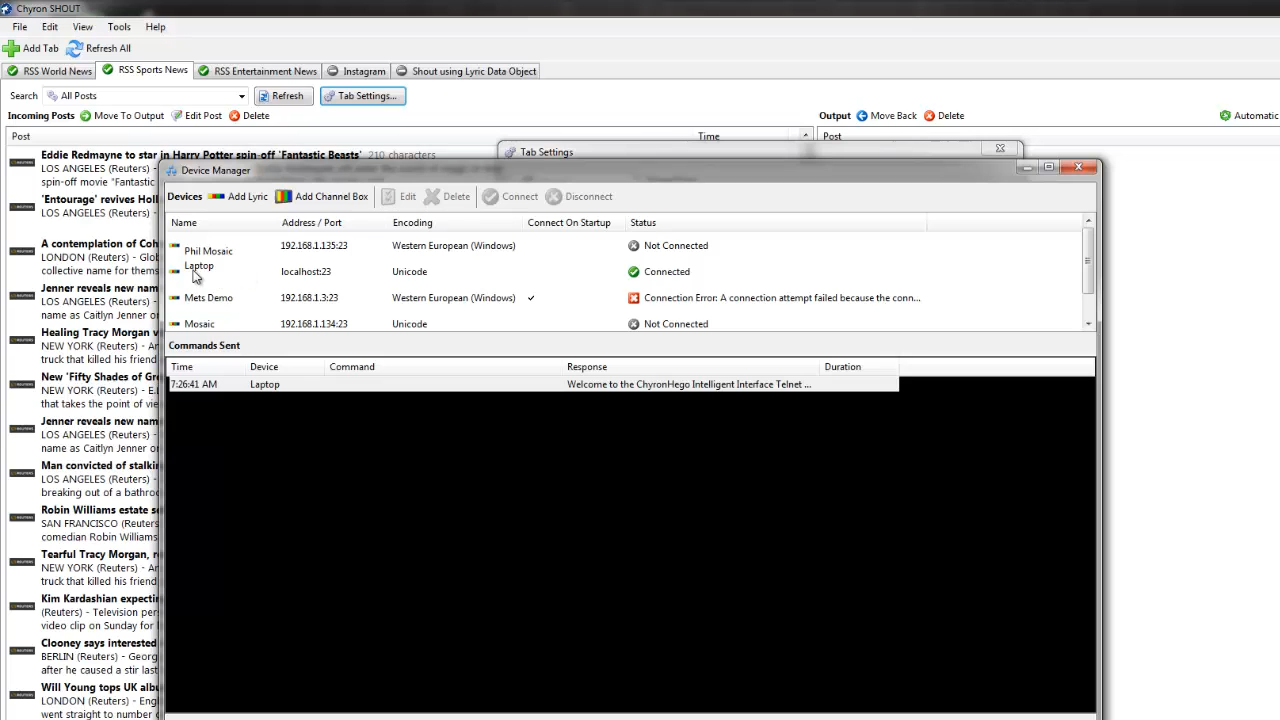 Chyron SHOUT
File Edit View Tools Help
Add Tab Refresh All
RSS World News RSS Sports News RSS Entertainment News Instagram Shout using Lyric Data Object
Search All Posts Refresh Tab Settings...
Incoming Posts Move To Output Edit Post Delete Output Move Back Delete Automatic
Post Time Post
Eddie Redmayne to star in Harry Potter spin-off 'Fantastic Beasts' 210 characters
LOS ANGELES (Reuters)
spin-off movie "Fantastic
'Entourage' revives Holl
LOS ANGELES (Reuters)
A contemplation of Coh
LONDON (Reuters) - Glob
collective name for thems
Jenner reveals new nam
LOS ANGELES (Reuters) -
name as Caitlyn Jenner o
Healing Tracy Morgan v
NEW YORK (Reuters) - A
truck that killed his friend
New 'Fifty Shades of Gr
NEW YORK (Reuters) - E.
that takes the point of vie
Jenner reveals new nam
LOS ANGELES (Reuters) -
name as Caitlyn Jenner or
Man convicted of stalkin
LOS ANGELES (Reuters) -
breaking out of a bathroo
Robin Williams estate s
SAN FRANCISCO (Reuters
comedian Robin Williams
Tearful Tracy Morgan, r
NEW YORK (Reuters) -
truck that killed his friend
Kim Kardashian expecti
(Reuters) - Television per
video clip on Sunday for
Clooney says interested
BERLIN (Reuters) - Georg
after he caused a stir last
Will Young tops UK albu
LONDON (Reuters) - Engl
went straight to number
Tab Settings
Device Manager
Devices Add Lyric Add Channel Box Edit Delete Connect Disconnect
Name Address / Port Encoding Connect On Startup Status
Phil Mosaic 192.168.1.135:23 Western European (Windows) Not Connected
Laptop localhost:23 Unicode Connected
Mets Demo 192.168.1.3:23 Western European (Windows) ✓ Connection Error: A connection attempt failed because the conn...
Mosaic 192.168.1.134:23 Unicode Not Connected
Commands Sent
Time Device Command Response Duration
7:26:41 AM Laptop Welcome to the ChyronHego Intelligent Interface Telnet ...